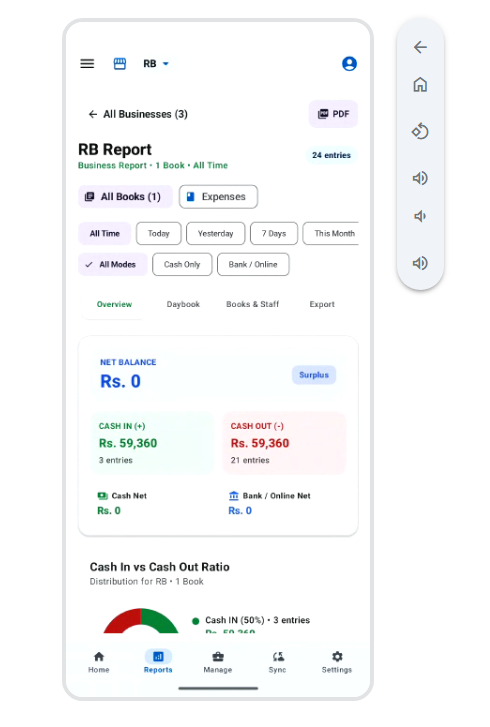 RB
All Businesses (3)
PDF
RB Report
Business Report • 1 Book • All Time
24 entries
All Books (1)
Expenses
All Time
Today
Yesterday
7 Days
This Month
All Modes
Cash Only
Bank / Online
Overview
Daybook
Books & Staff
Export
NET BALANCE
Rs. 0
Surplus
CASH IN (+)
Rs. 59,360
3 entries
CASH OUT (-)
Rs. 59,360
21 entries
Cash Net
Rs. 0
Bank / Online Net
Rs. 0
Cash In vs Cash Out Ratio
Distribution for RB • 1 Book
Cash IN (50%) • 3 entries
Rs. 59,360
Home
Reports
Manage
Sync
Settings